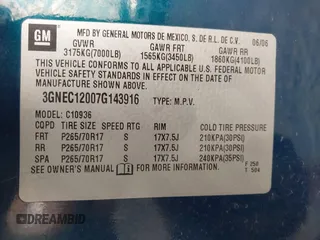 GM
MFD BY GENERAL MOTORS DE MEXICO, S. DE R.L. DE C.V.
06/06
GVWR GAWR FRT GAWR RR
3175KG(7000LB) 1565KG(3450LB) 1860KG(4100LB)
THIS VEHICLE CONFORMS TO ALL APPLICABLE U.S. FEDERAL MOTOR
VEHICLE SAFETY STANDARDS IN EFFECT ON THE DATE OF
MANUFACTURE SHOWN ABOVE.
3GNEC12007G143916 TYPE: M.P.V.
MODEL: C10936
TIRE SIZE SPEED RTG RIM COLD TIRE PRESSURE
FRT P265/70R17 S 17X7.5J 210KPA(30PSI)
RR P265/70R17 S 17X7.5J 210KPA(30PSI)
SPA P265/70R17 S 17X7.5J 240KPA(35PSI)
SEE OWNER'S MANUAL FOR MORE INFORMATION.
F 250
T. 504
DREAMBID